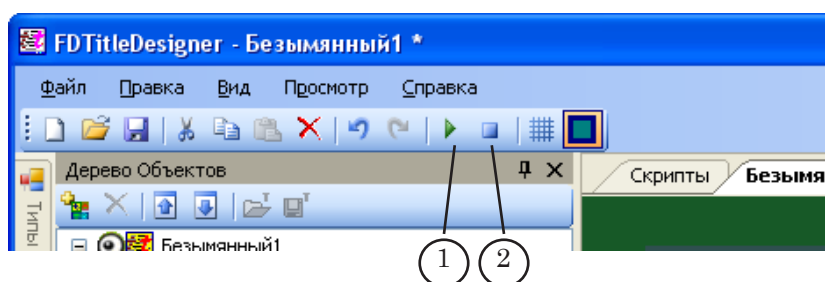 FDTitleDesigner - Безымянный1 *
Файл Правка Вид Просмотр Справка
Дерево Объектов
Скрипты Безымя
Типы
Безымянный1
1 2